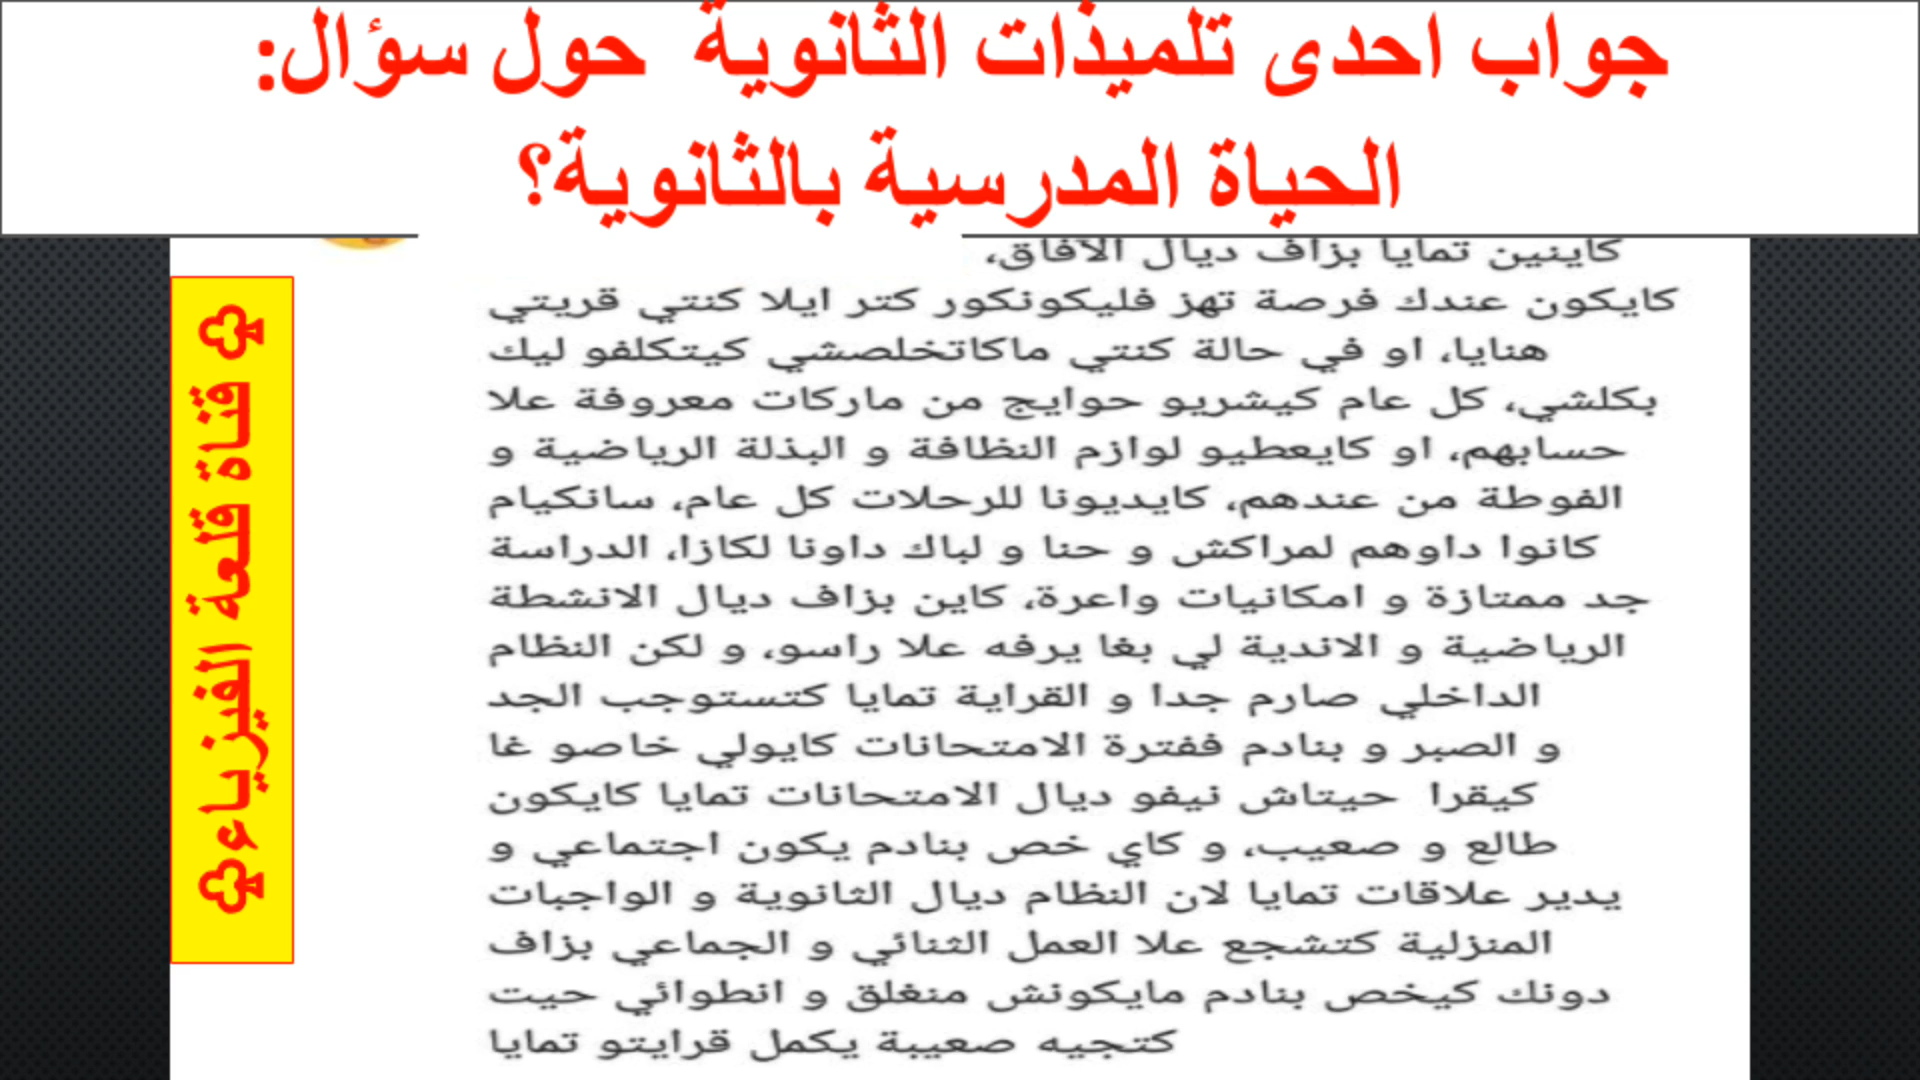 جواب احدى تلميذات الثانوية حول سؤال:
الحياة المدرسية بالثانوية؟
كاينين تمايا بزاف ديال الافاق،
كايكون عندك فرصة تهز فليكونكور كتر ايلا كنتي قريتي
هنايا، او في حالة كنتي ماكاتخلصشي كيتكلفو ليك
بكلشي، كل عام كيشريو حوايج من ماركات معروفة علا
حسابهم، او كايعطيو لوازم النظافة و البذلة الرياضية و
الفوطة من عندهم، كايديونا للرحلات كل عام، سانكيام
كانوا داوهم لمراكش و حنا و لباك داونا لكازا، الدراسة
جد ممتازة و امكانيات واعرة، كاين بزاف ديال الانشطة
الرياضية و الاندية لي بغا يرفه علا راسو، و لكن النظام
الداخلي صارم جدا و القراية تمايا كتستوجب الجد
و الصبر و بنادم ففترة الامتحانات كايولي خاصو غا
كيقرا حيتاش نيفو ديال الامتحانات تمايا كايكون
طالع و صعيب، و كاي خص بنادم يكون اجتماعي و
يدير علاقات تمايا لان النظام ديال الثانوية و الواجبات
المنزلية كتشجع علا العمل الثنائي و الجماعي بزاف
دونك كيخص بنادم مايكونش منغلق و انطوائي حيت
كتجيه صعيبة يكمل قرايتو تمايا
♧ قناة قلعة الفيزياء♧